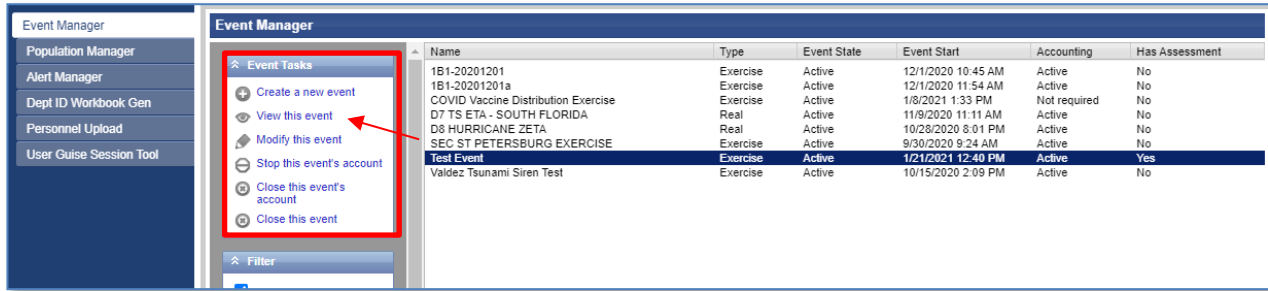 Event Manager
Population Manager
Alert Manager
Dept ID Workbook Gen
Personnel Upload
User Guise Session Tool
Event Manager
Event Tasks
Create a new event
View this event
Modify this event
Stop this event's account
Close this event's
account
Close this event
Filter
Name Type Event State Event Start Accounting Has Assessment
1B1-20201201 Exercise Active 12/1/2020 10:45 AM Active No
1B1-20201201a Exercise Active 12/1/2020 11:54 AM Active No
COVID Vaccine Distribution Exercise Exercise Active 1/8/2021 1:33 PM Not required No
D7 TS ETA - SOUTH FLORIDA Real Active 11/9/2020 11:11 AM Active No
D8 HURRICANE ZETA Real Active 10/28/2020 8:01 PM Active No
SEC ST PETERSBURG EXERCISE Exercise Active 9/30/2020 9:24 AM Active No
Test Event Exercise Active 1/21/2021 12:40 PM Active Yes
Valdez Tsunami Siren Test Exercise Active 10/15/2020 2:09 PM Active No